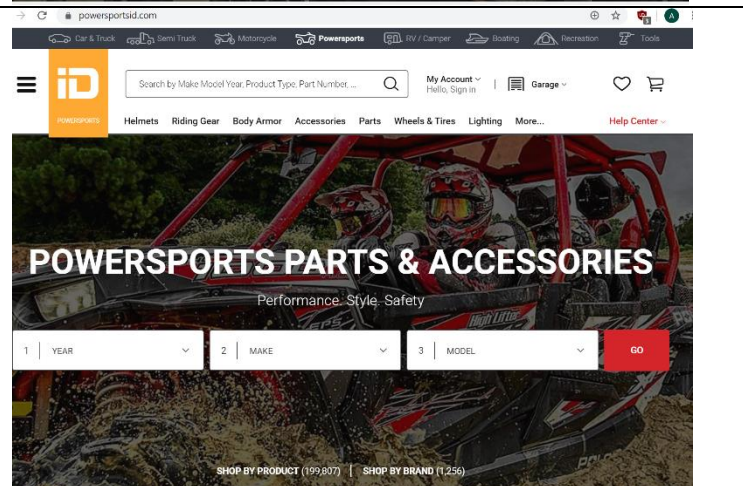 powersportsid.com
Car & Truck Semi Truck Motorcycle Powersports RV / Camper Boating Recreation Tools
iD
POWERSPORTS
Search by Make Model Year, Product Type, Part Number, ...
My Account
Hello, Sign in
Garage
Helmets Riding Gear Body Armor Accessories Parts Wheels & Tires Lighting More... Help Center
POWERSPORTS PARTS & ACCESSORIES
Performance. Style. Safety
1 YEAR 2 MAKE 3 MODEL GO
EPS
High Lifter
SHOP BY PRODUCT (199,807) | SHOP BY BRAND (1,256)